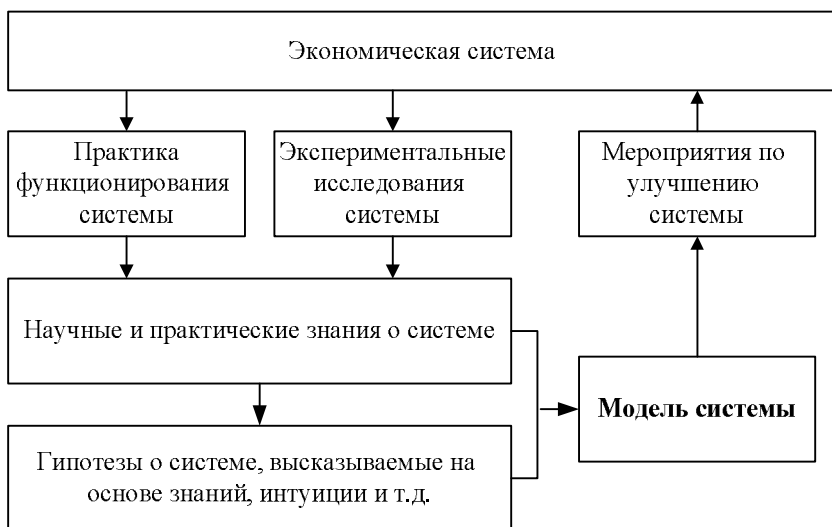 Экономическая система
Практика
функционирования
системы
Экспериментальные
исследования
системы
Мероприятия по
улучшению
системы
Научные и практические знания о системе
Модель системы
Гипотезы о системе, высказываемые на
основе знаний, интуиции и т.д.